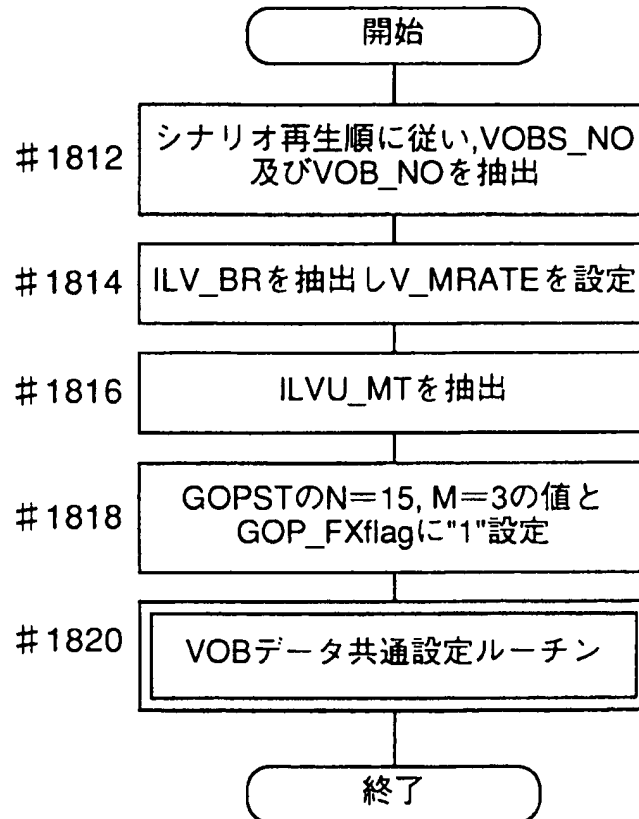 開始
#1812
シナリオ再生順に従い,VOBS_NO
及びVOB_NOを抽出
#1814
ILV_BRを抽出しV_MRATEを設定
#1816
ILVU_MTを抽出
#1818
GOPSTのN=15, M=3の値と
GOP_FXflagに"1"設定
#1820
VOBデータ共通設定ルーチン
終了